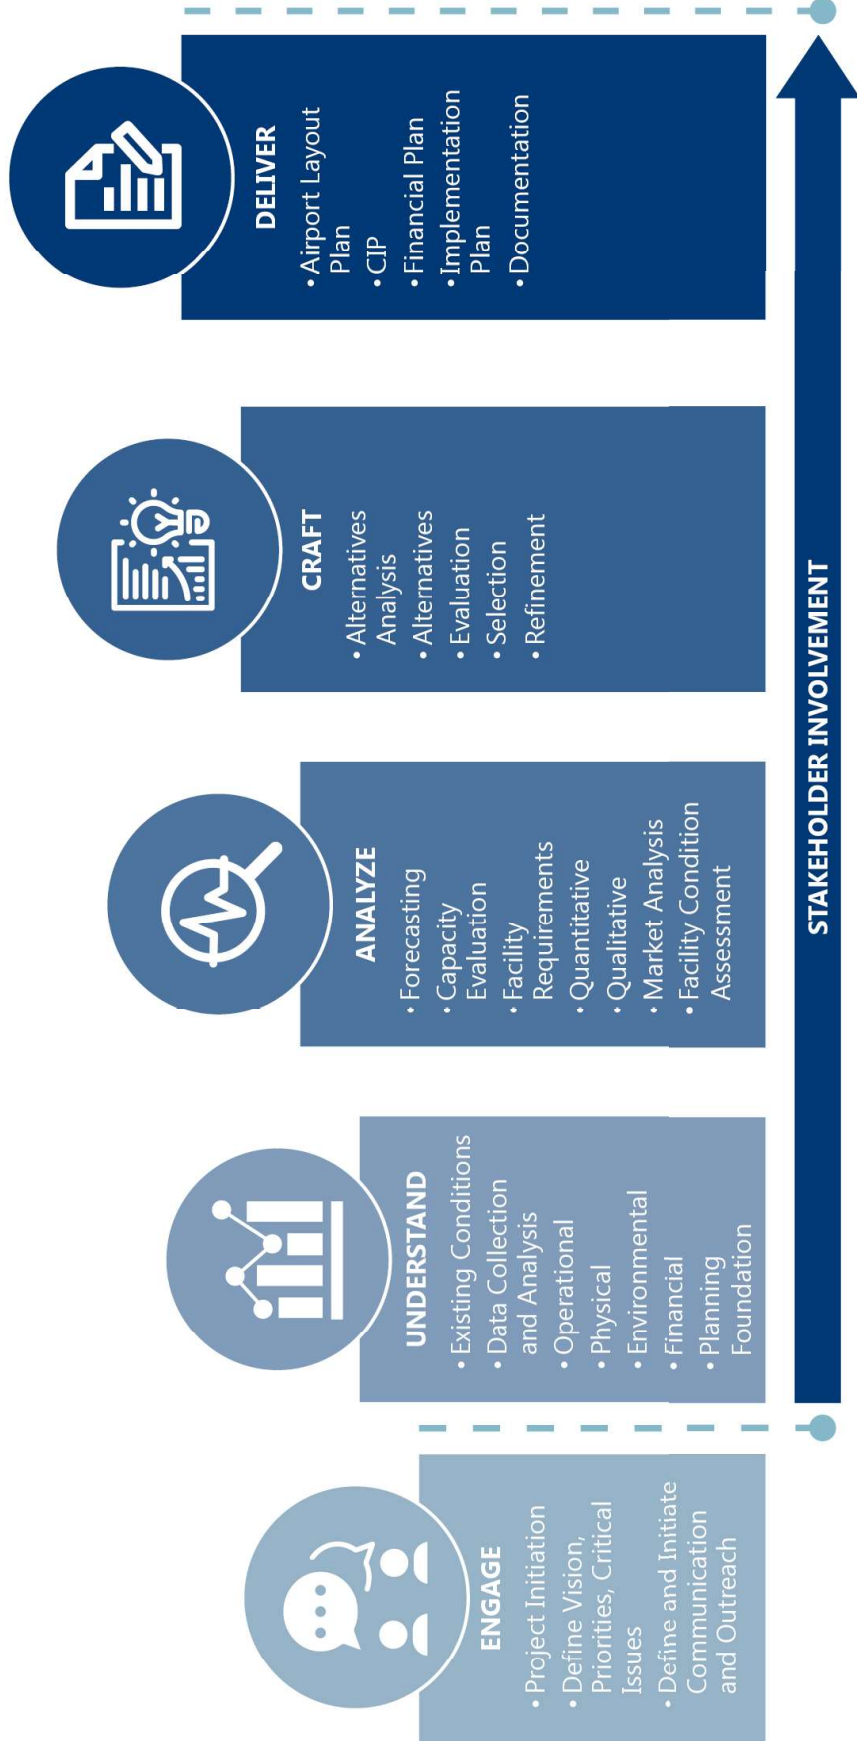 ENGAGE
• Project Initiation
• Define Vision,
Priorities, Critical
Issues
• Define and Initiate
Communication
and Outreach
UNDERSTAND
• Existing Conditions
• Data Collection
and Analysis
• Operational
• Physical
• Environmental
• Financial
• Planning
Foundation
ANALYZE
• Forecasting
• Capacity
Evaluation
• Facility
Requirements
• Quantitative
• Qualitative
• Market Analysis
• Facility Condition
Assessment
CRAFT
• Alternatives
Analysis
• Alternatives
• Evaluation
• Selection
• Refinement
DELIVER
• Airport Layout
Plan
• CIP
• Financial Plan
• Implementation
Plan
• Documentation
STAKEHOLDER INVOLVEMENT